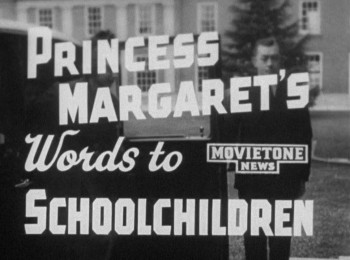 PRINCESS
MARGARET'S
Words to
MOVIETONE
NEWS
SCHOOLCHILDREN